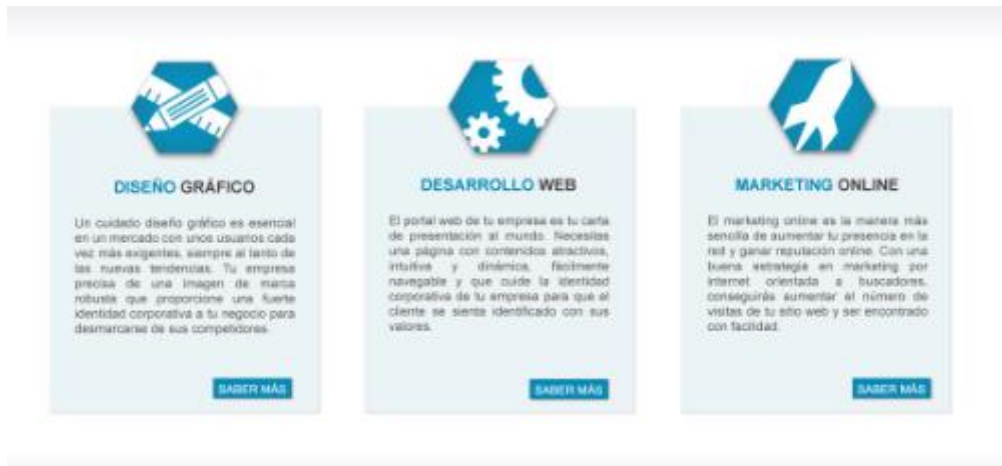 DISEÑO GRÁFICO
Un cuidado diseño gráfico es esencial
en un mercado con unos usuarios cada
vez más exigentes, siempre al tanto de
las nuevas tendencias. Tu empresa
precisa de una imagen de marca
robusta que proporcione una fuerte
identidad corporativa a tu negocio para
desmarcarse de sus competidores.
SABER MÁS
DESARROLLO WEB
El portal web de tu empresa es tu carta
de presentación al mundo. Necesitas
una página con contenidos atractivos,
intuitiva y dinámica, fácilmente
navegable y que cuide la identidad
corporativa de tu empresa para que el
cliente se sienta identificado con sus
valores.
SABER MÁS
MARKETING ONLINE
El marketing online es la manera más
sencilla de aumentar tu presencia en la
red y ganar reputación online. Con una
buena estrategia en marketing por
internet orientada a buscadores,
conseguirás aumentar el número de
visitas de tu sitio web y ser encontrado
con facilidad.
SABER MÁS